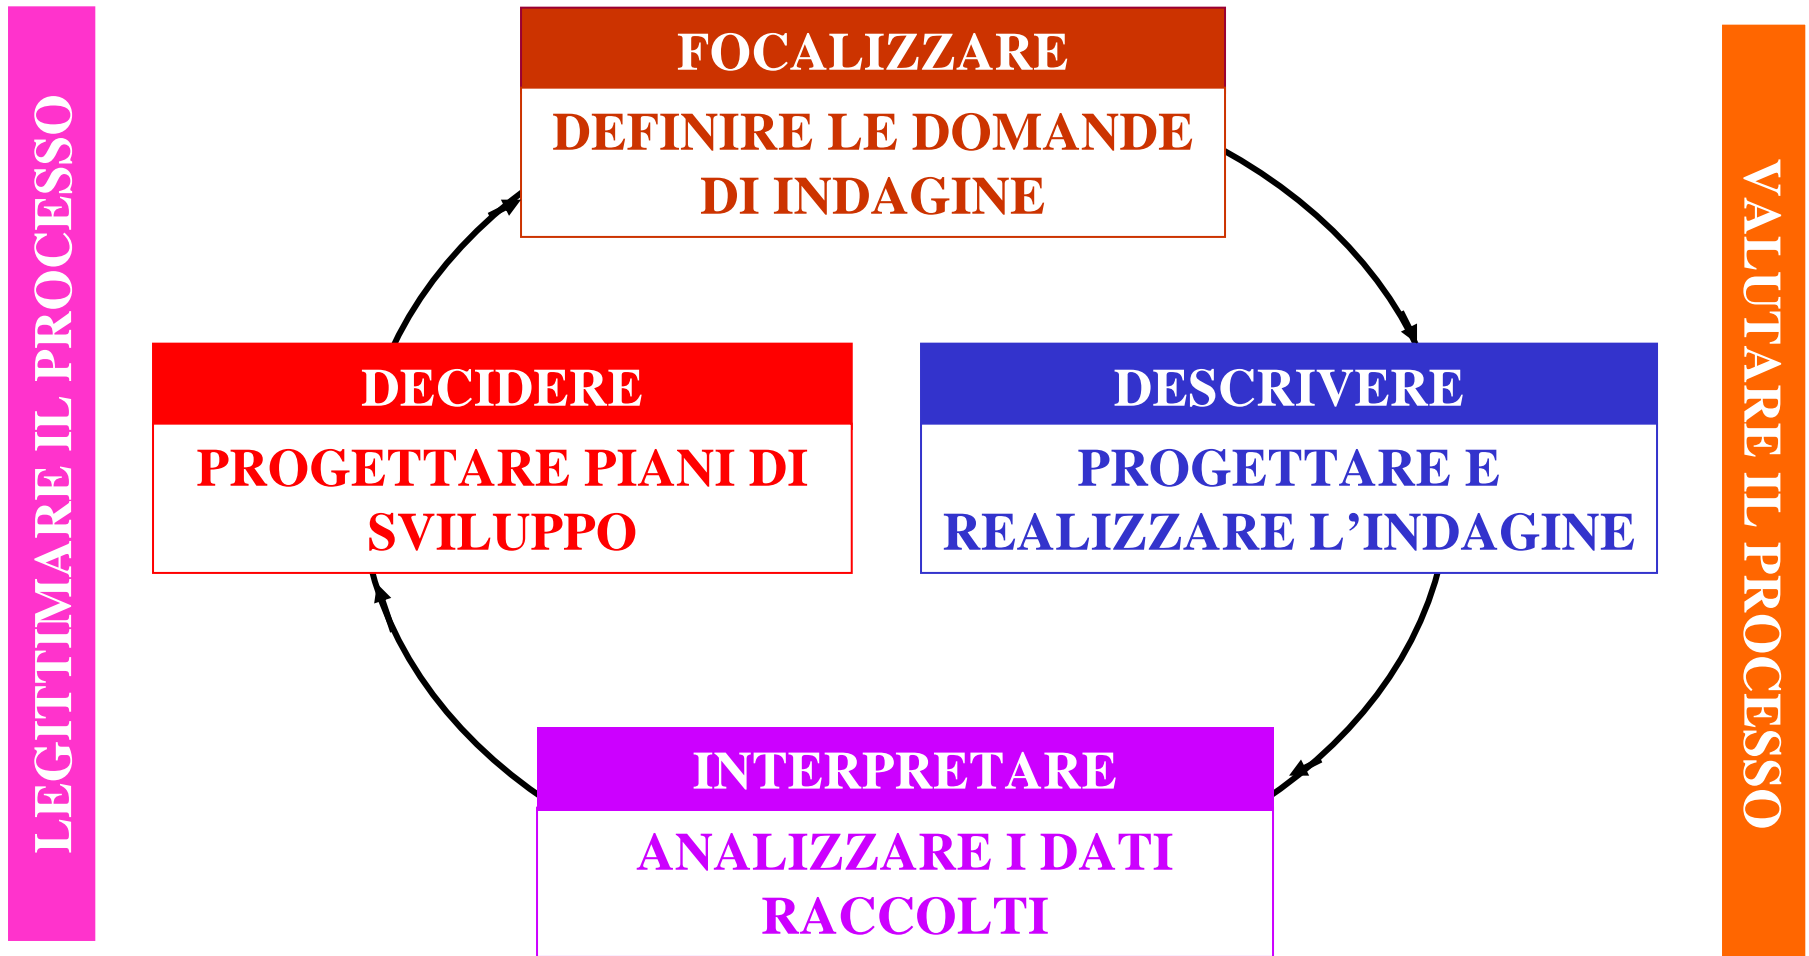 LEGITTIMARE IL PROCESSO
FOCALIZZARE
DEFINIRE LE DOMANDE
DI INDAGINE
DECIDERE
PROGETTARE PIANI DI
SVILUPPO
DESCRIVERE
PROGETTARE E
REALIZZARE L’INDAGINE
INTERPRETARE
ANALIZZARE I DATI
RACCOLTI
VALUTARE IL PROCESSO